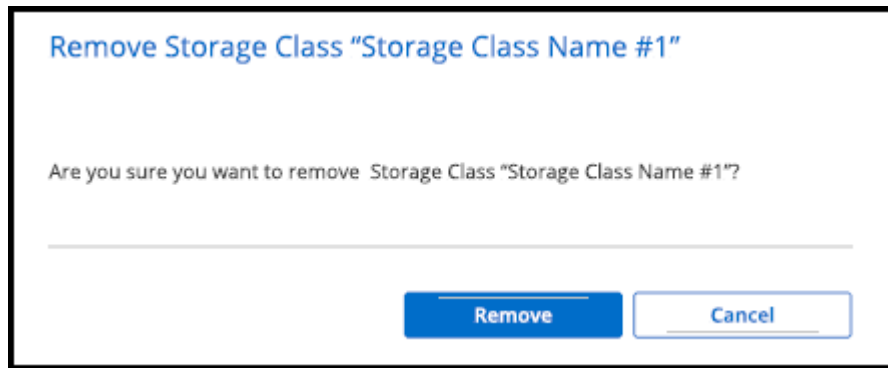 Remove Storage Class “Storage Class Name #1”
Are you sure you want to remove  Storage Class “Storage Class Name #1”?
Remove
Cancel